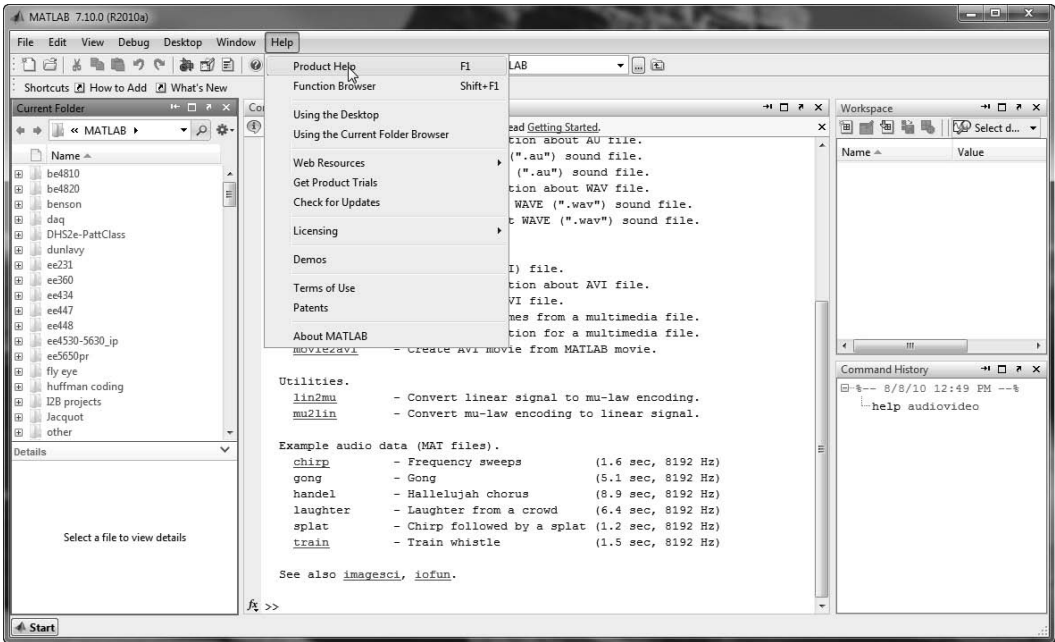 MATLAB 7.10.0 (R2010a)
File Edit View Debug Desktop Window Help
LAB
Shortcuts How to Add What's New
Current Folder
« MATLAB
Name
be4810
be4820
benson
daq
DHS2e-PattClass
dunlavy
ee231
ee360
ee434
ee447
ee448
ee4530-5630_ip
ee5650pr
fly eye
huffman coding
I2B projects
Jacquot
other
Details
Select a file to view details
Product Help F1
Function Browser Shift+F1
Using the Desktop
Using the Current Folder Browser
Web Resources
Get Product Trials
Check for Updates
Licensing
Demos
Terms of Use
Patents
About MATLAB
Getting Started.
about AU file.
(".au") sound file.
(".au") sound file.
about WAV file.
WAVE (".wav") sound file.
WAVE (".wav") sound file.
file.
about AVI file.
file.
from a multimedia file.
for a multimedia file.
movie2avi - Create AVI movie from MATLAB movie.
Utilities.
lin2mu - Convert linear signal to mu-law encoding.
mu2lin - Convert mu-law encoding to linear signal.
Example audio data (MAT files).
chirp - Frequency sweeps (1.6 sec, 8192 Hz)
gong - Gong (5.1 sec, 8192 Hz)
handel - Hallelujah chorus (8.9 sec, 8192 Hz)
laughter - Laughter from a crowd (6.4 sec, 8192 Hz)
splat - Chirp followed by a splat (1.2 sec, 8192 Hz)
train - Train whistle (1.5 sec, 8192 Hz)
See also imagesci, iofun.
fx >>
Workspace
Select d...
Name Value
Command History
%-- 8/8/10 12:49 PM --%
help audiovideo
Start